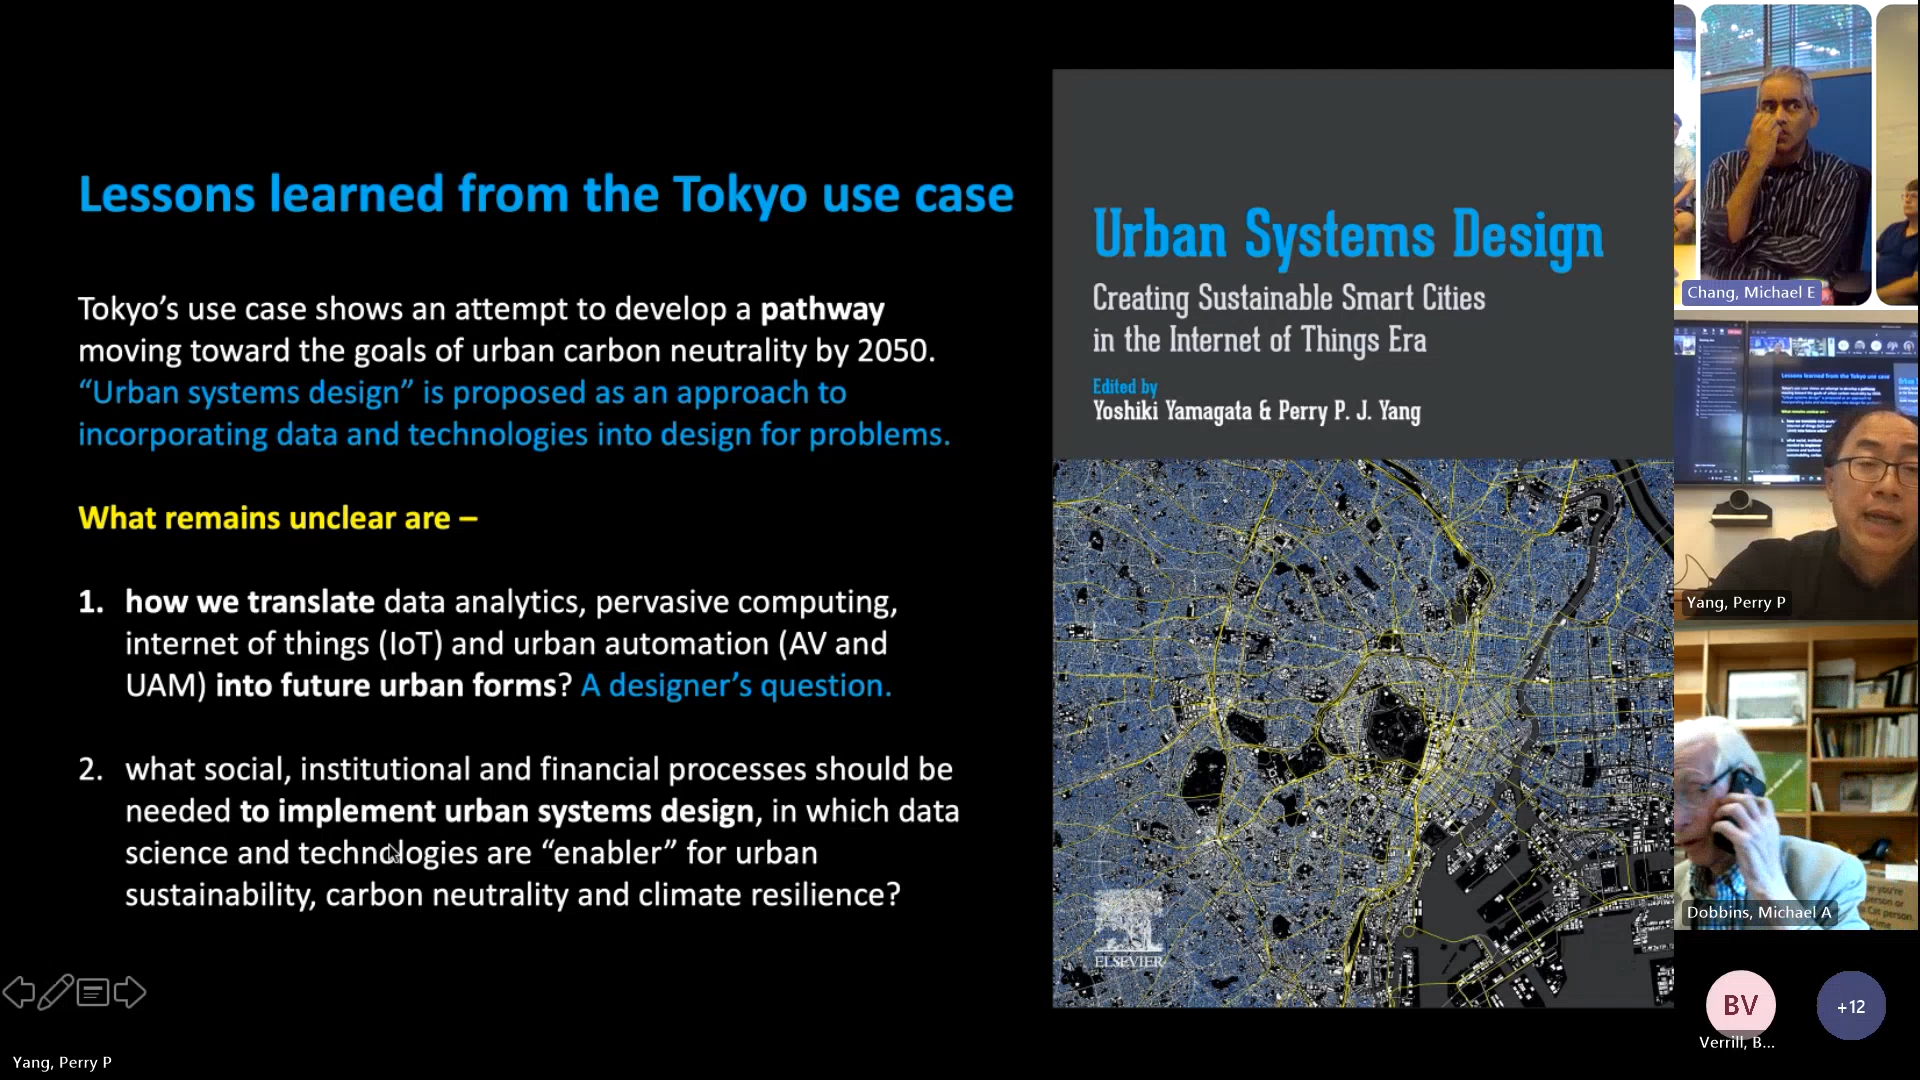 Lessons learned from the Tokyo use case
Tokyo’s use case shows an attempt to develop a pathway
moving toward the goals of urban carbon neutrality by 2050.
“Urban systems design” is proposed as an approach to
incorporating data and technologies into design for problems.
What remains unclear are –
1. how we translate data analytics, pervasive computing,
internet of things (IoT) and urban automation (AV and
UAM) into future urban forms? A designer’s question.
2. what social, institutional and financial processes should be
needed to implement urban systems design, in which data
science and technologies are “enabler” for urban
sustainability, carbon neutrality and climate resilience?
Urban Systems Design
Creating Sustainable Smart Cities
in the Internet of Things Era
Edited by
Yoshiki Yamagata & Perry P. J. Yang
ELSEVIER
Chang, Michael E
Lessons learned from the Tokyo use case
Yang, Perry P
Dobbins, Michael A
BV
Verrill, B...
+12
Yang, Perry P